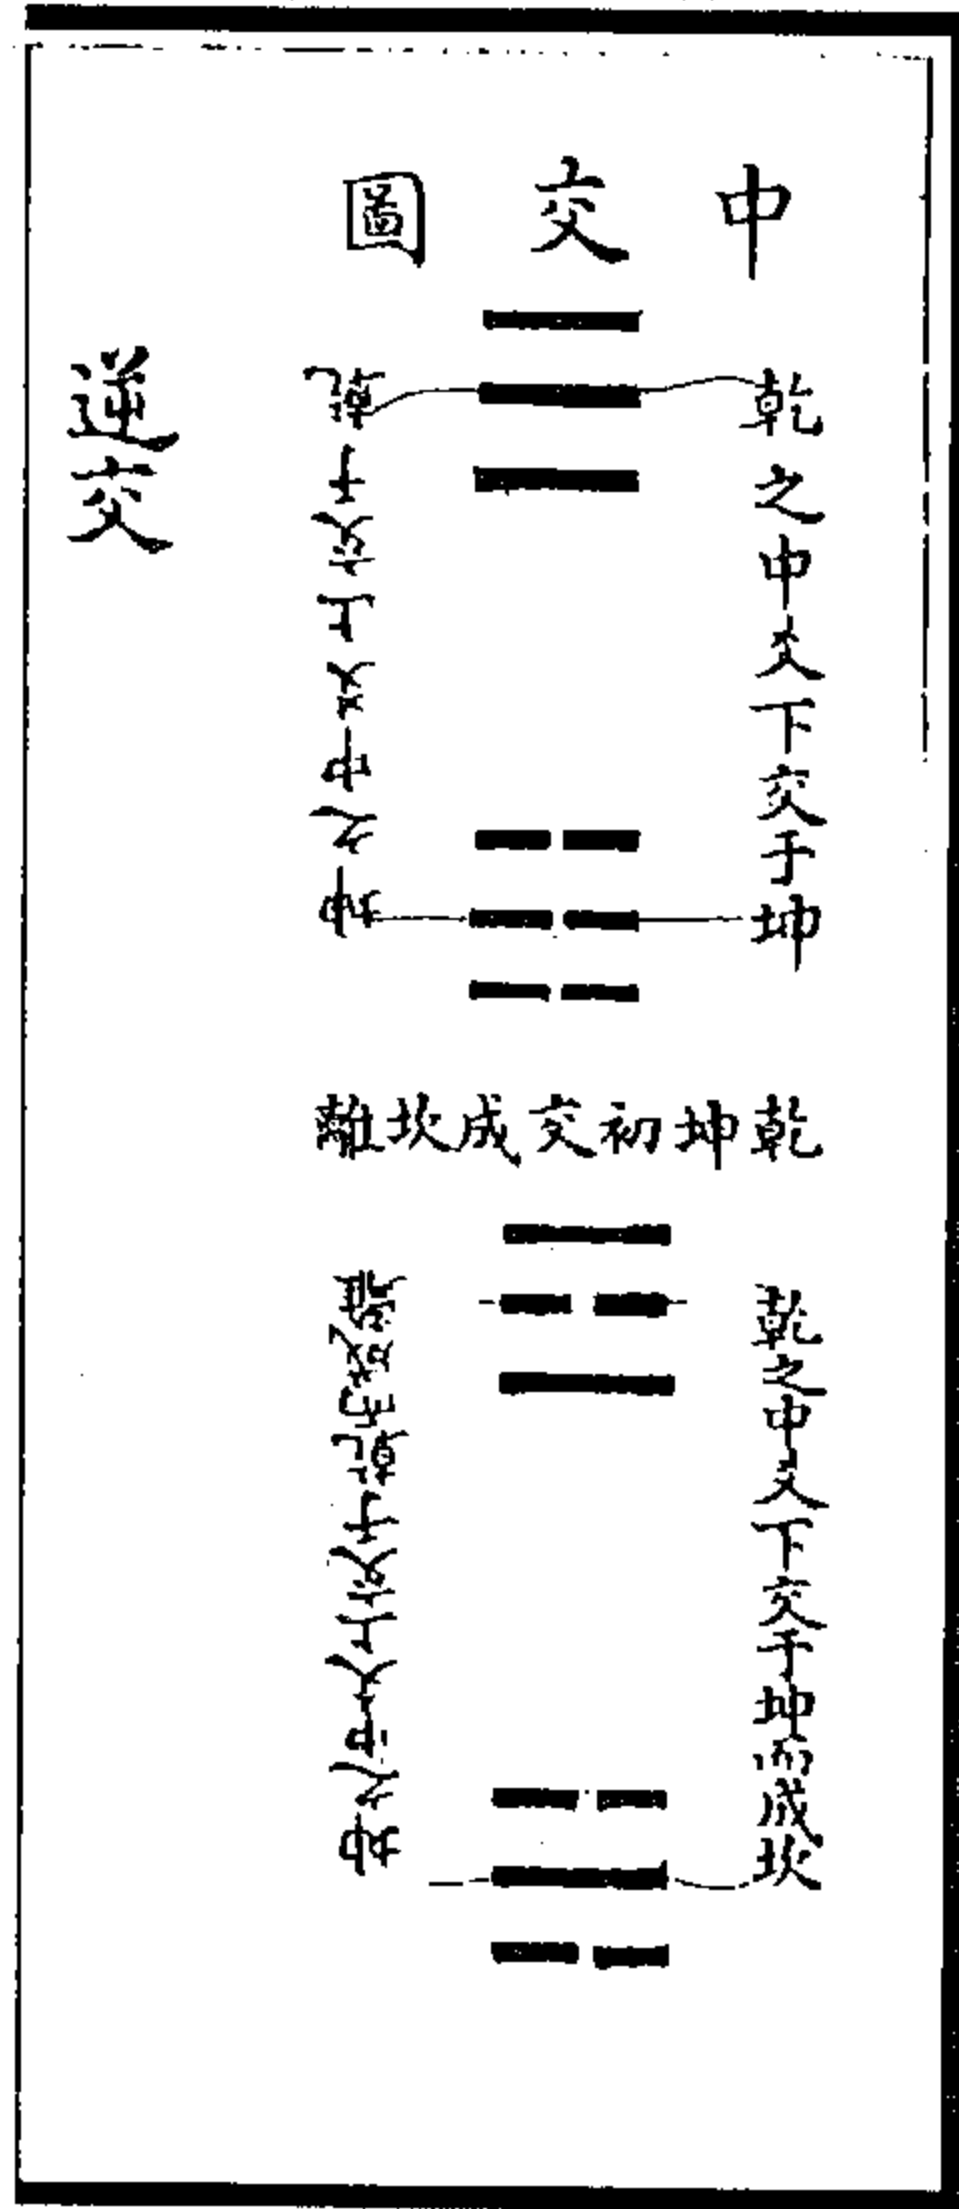 中交圖
乾之中爻下交于坤
坤之中爻上交于乾
乾坤初交成坎離
乾之中爻下交于坤而成坎
坤之中爻上交于乾而成離
逆交